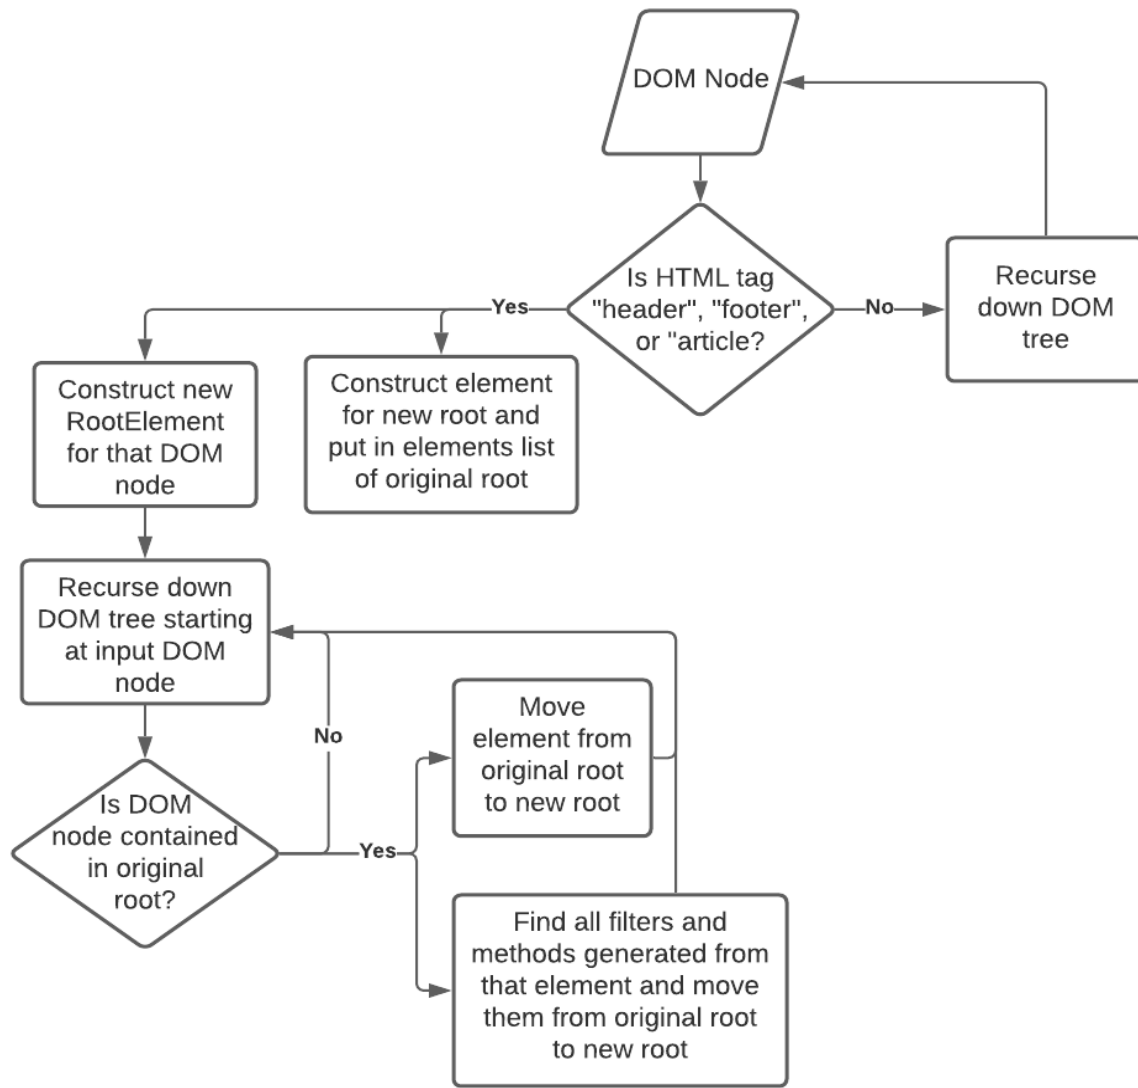 DOM Node
Is HTML tag
"header", "footer",
or "article?
Yes
No
Recurse
down DOM
tree
Construct new
RootElement
for that DOM
node
Construct element
for new root and
put in elements list
of original root
Recurse down
DOM tree starting
at input DOM
node
No
Move
element from
original root
to new root
Is DOM
node contained
in original
root?
Yes
Find all filters and
methods generated from
that element and move
them from original root
to new root